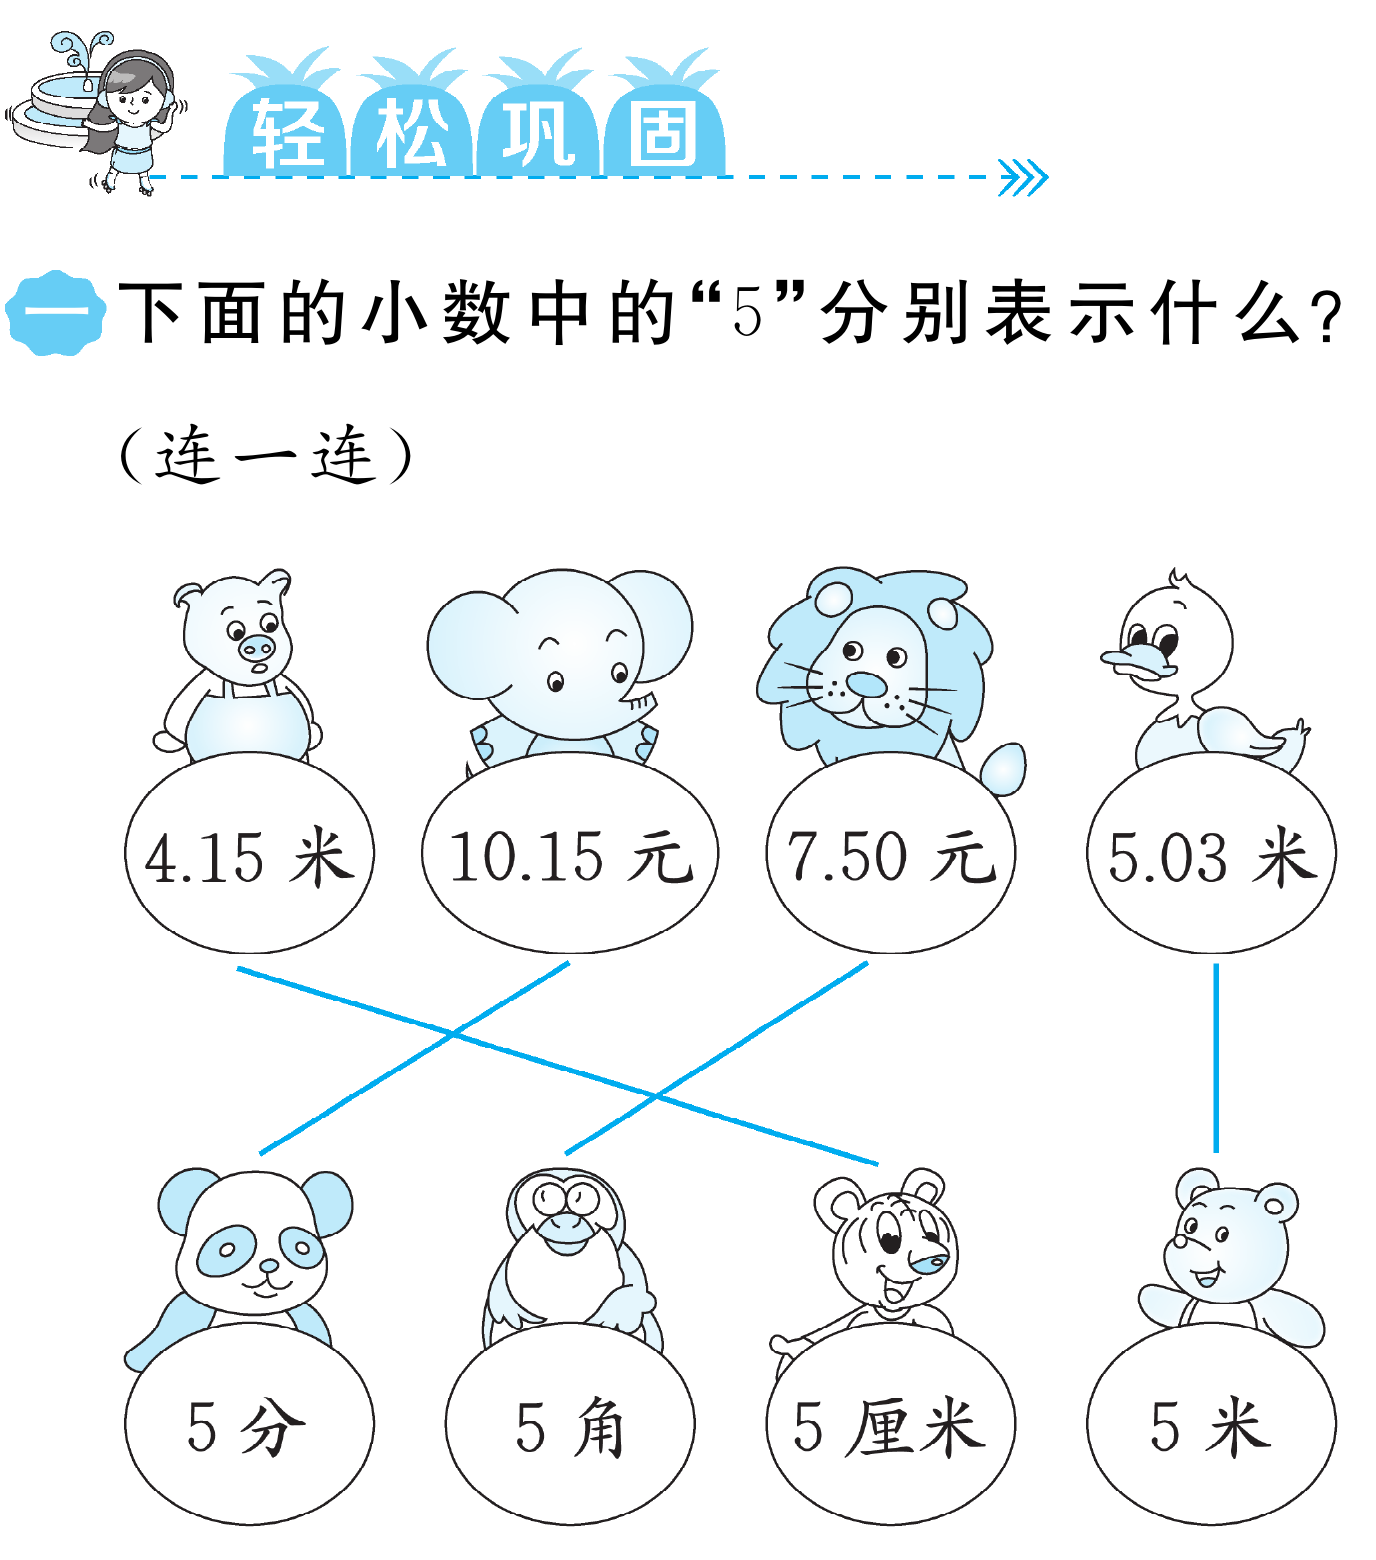 轻松巩固
一 下面的小数中的“5”分别表示什么?
(连一连)
4.15 米 10.15 元 7.50 元 5.03 米
5 分 5 角 5 厘米 5 米